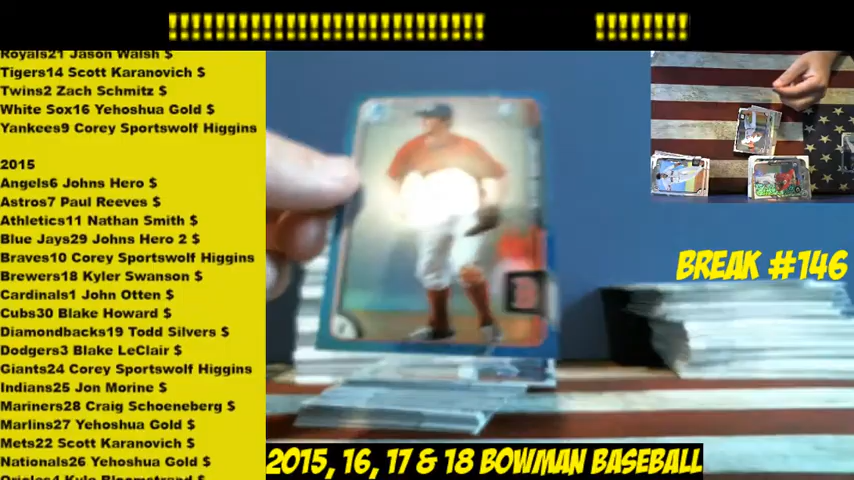 !!!!!!!!!!!!!!!!!!!!!!!!!!!!!!! !!!!!!!!!
Royals21 Jason Walsh $
Tigers14 Scott Karanovich $
Twins2 Zach Schmitz $
White Sox16 Yehoshua Gold $
Yankees9 Corey Sportswolf Higgins
2015
Angels6 Johns Hero $
Astros7 Paul Reeves $
Athletics11 Nathan Smith $
Blue Jays29 Johns Hero 2 $
Braves10 Corey Sportswolf Higgins
Brewers18 Kyler Swanson $
Cardinals1 John Otten $
Cubs30 Blake Howard $
Diamondbacks19 Todd Silvers $
Dodgers3 Blake LeClair $
Giants24 Corey Sportswolf Higgins
Indians25 Jon Morine $
Mariners28 Craig Schoeneberg $
Marlins27 Yehoshua Gold $
Mets22 Scott Karanovich $
Nationals26 Yehoshua Gold $
Orioles4 Kyle Bloomstrand $
BREAK #146
2015, 16, 17 & 18 BOWMAN BASEBALL